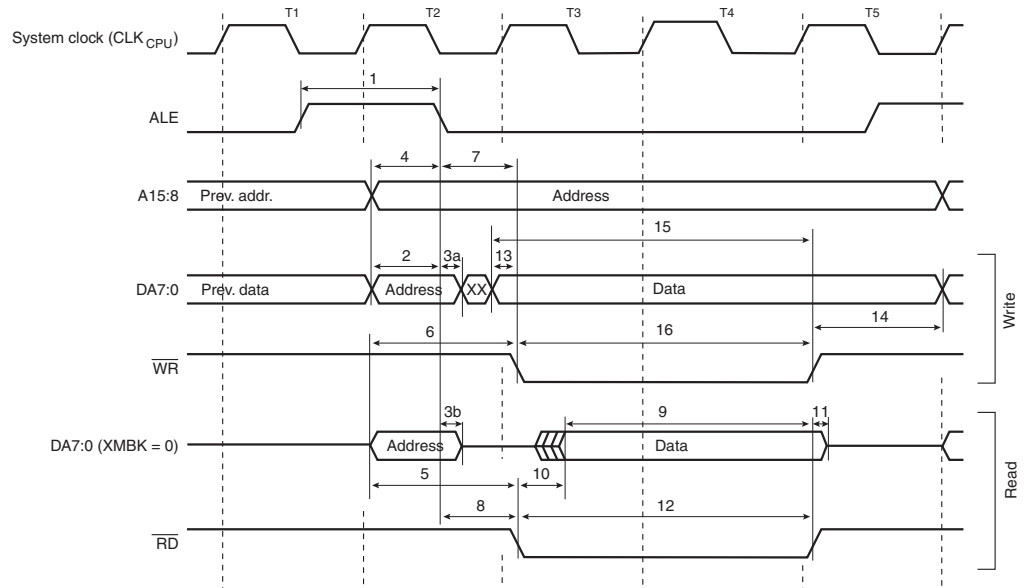 T1 T2 T3 T4 T5
System clock (CLK CPU)
1
ALE
4 7
A15:8 Prev. addr. Address
15
2 3a 13
DA7:0 Prev. data Address XX Data
14
6 16
WR
Write
3b 9 11
DA7:0 (XMBK = 0) Address Data
5 10
8 12
RD
Read